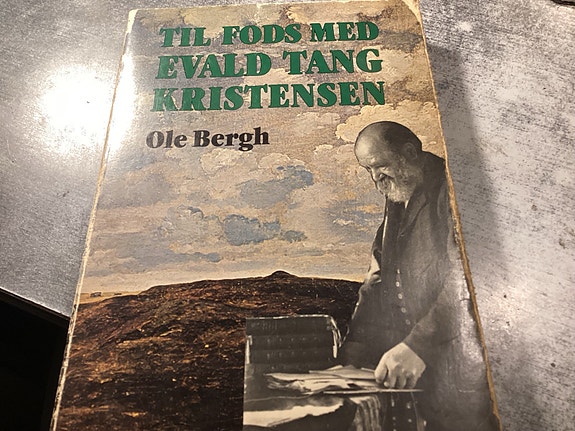 TIL FODS MED
EVALD TANG
KRISTENSEN
Ole Bergh